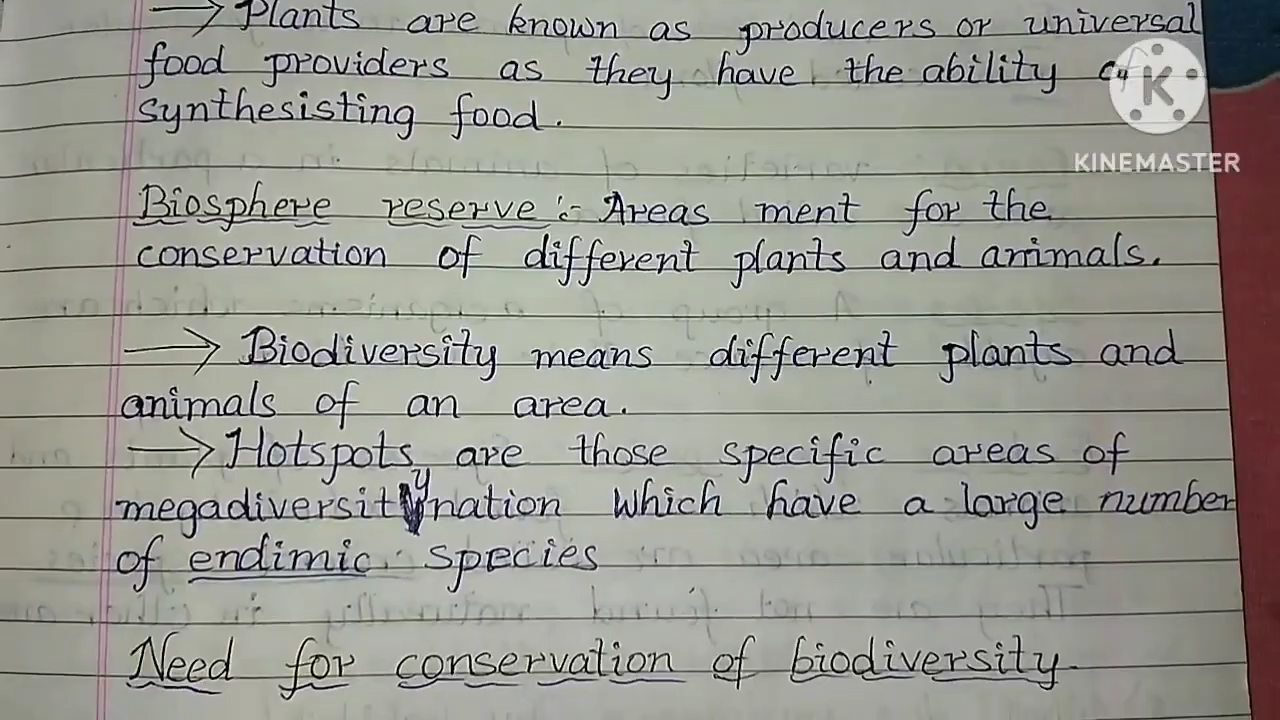 → Plants are known as producers or universal
food providers as they have the ability of
synthesisting food.
Biosphere reserve :- Areas ment for the
conservation of different plants and animals.
→ Biodiversity means different plants and
animals of an area.
→ Hotspots are those specific areas of
megadiversity nation which have a large number
of endimic species
Need for conservation of biodiversity
K
KINEMASTER